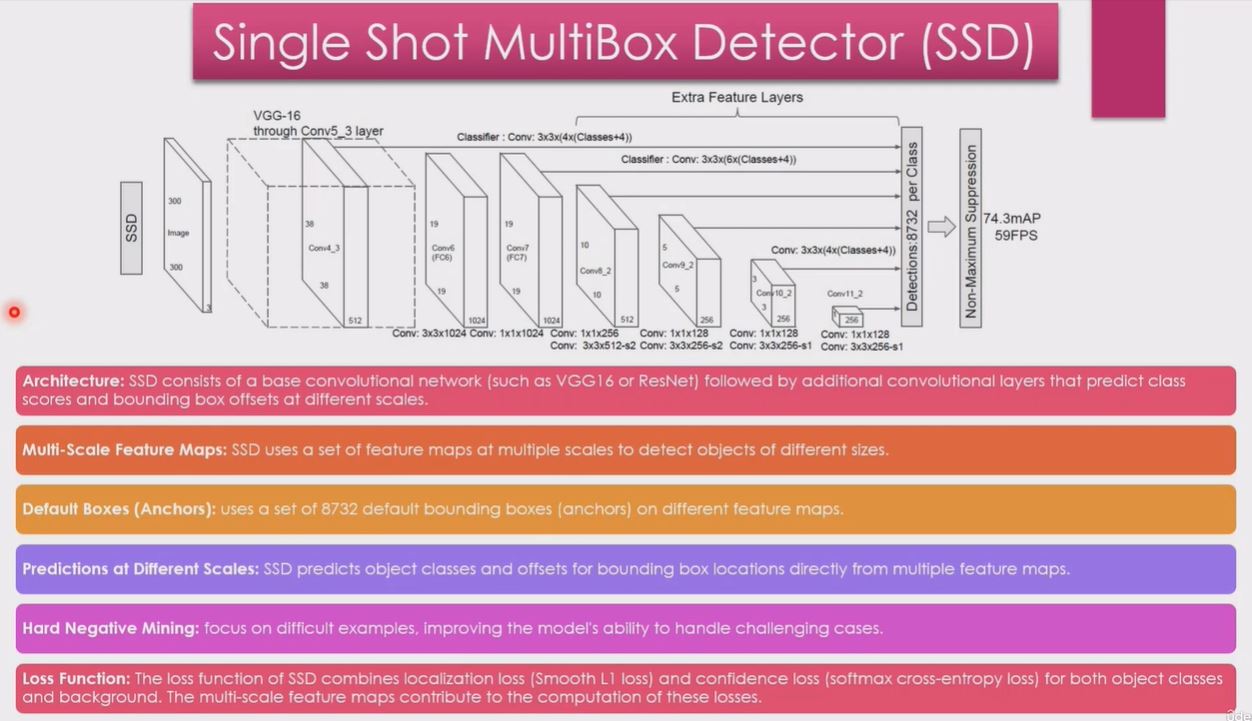 Single Shot MultiBox Detector (SSD)
Extra Feature Layers
VGG-16
through Conv5_3 layer
Classifier : Conv: 3x3x(4x(Classes+4))
Classifier : Conv: 3x3x(6x(Classes+4))
SSD
300
Image
300
3
38
Conv4_3
38
512
19
Conv6
(FC6)
19
1024
19
Conv7
(FC7)
19
1024
10
Conv8_2
10
512
5
Conv9_2
5
256
Conv: 3x3x(4x(Classes+4))
3
Conv10_2
3
256
Conv11_2
1
256
Detections:8732 per Class
Non-Maximum Suppression
74.3mAP
59FPS
Conv: 3x3x1024
Conv: 1x1x1024
Conv: 1x1x256
Conv: 3x3x512-s2
Conv: 1x1x128
Conv: 3x3x256-s2
Conv: 1x1x128
Conv: 3x3x256-s1
Conv: 1x1x128
Conv: 3x3x256-s1
Architecture: SSD consists of a base convolutional network (such as VGG16 or ResNet) followed by additional convolutional layers that predict class
scores and bounding box offsets at different scales.
Multi-Scale Feature Maps: SSD uses a set of feature maps at multiple scales to detect objects of different sizes.
Default Boxes (Anchors): uses a set of 8732 default bounding boxes (anchors) on different feature maps.
Predictions at Different Scales: SSD predicts object classes and offsets for bounding box locations directly from multiple feature maps.
Hard Negative Mining: focus on difficult examples, improving the model's ability to handle challenging cases.
Loss Function: The loss function of SSD combines localization loss (Smooth L1 loss) and confidence loss (softmax cross-entropy loss) for both object classes
and background. The multi-scale feature maps contribute to the computation of these losses.